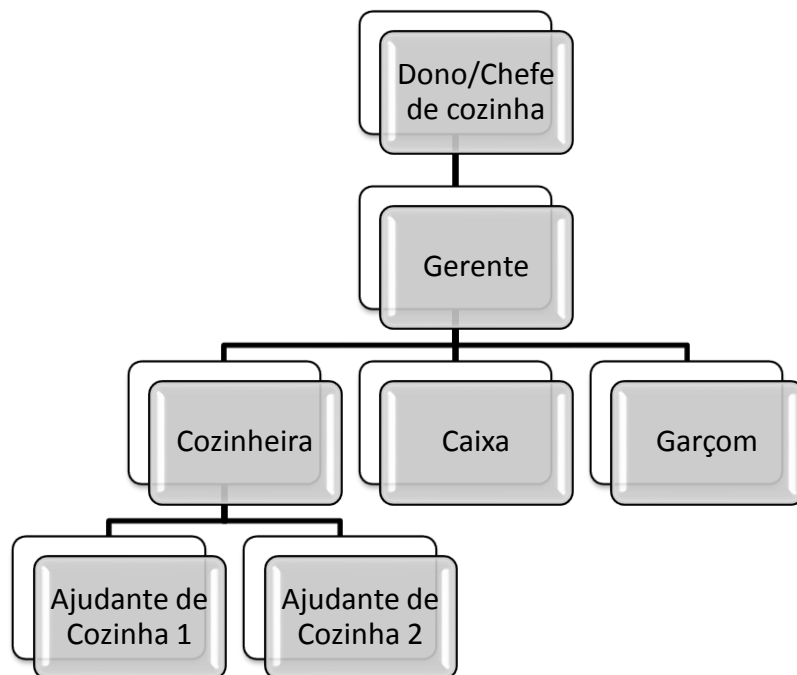 Dono/Chefe
de cozinha
Gerente
Cozinheira
Caixa
Garçom
Ajudante de
Cozinha 1
Ajudante de
Cozinha 2